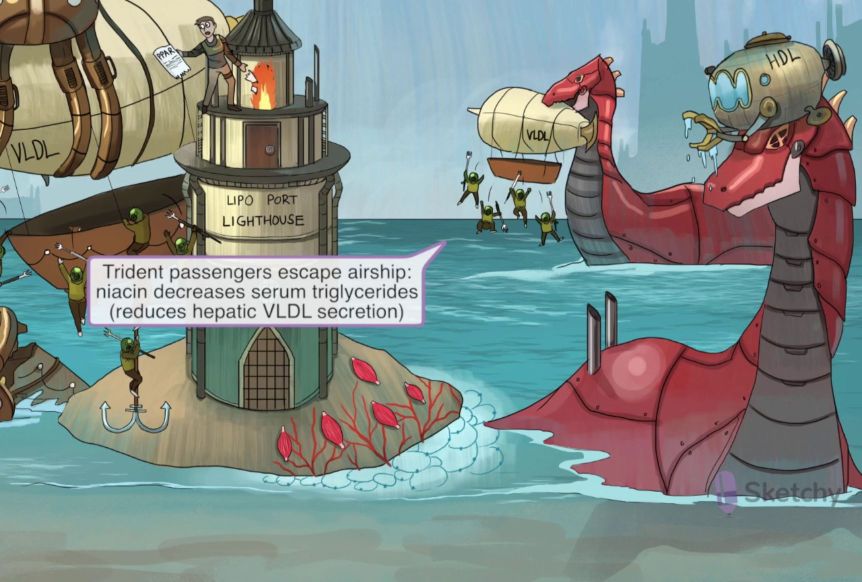 PPAR
HDL
VLDL
VLDL
LIPO PORT
LIGHTHOUSE
Trident passengers escape airship:
niacin decreases serum triglycerides
(reduces hepatic VLDL secretion)
Sketchy